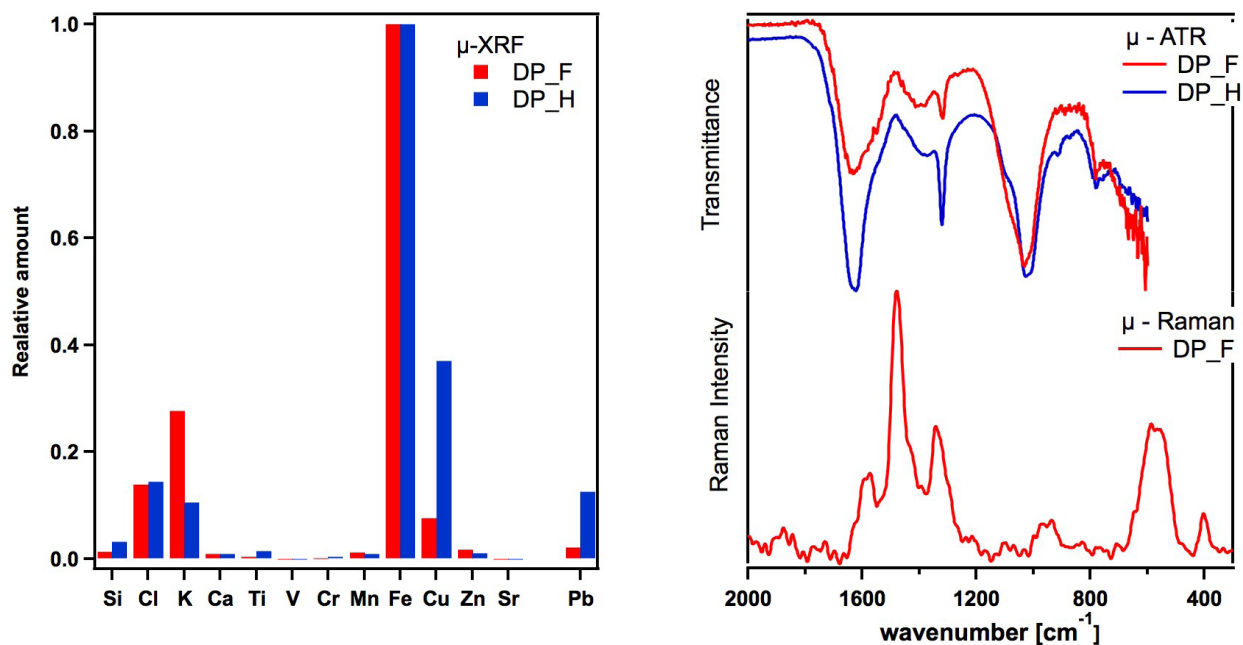 1.0
0.8
0.6
0.4
0.2
0.0
Realative amount
μ-XRF
DP_F
DP_H
Si Cl K Ca Ti V Cr Mn Fe Cu Zn Sr Pb
Transmittance
μ - ATR
DP_F
DP_H
Raman Intensity
μ - Raman
DP_F
2000 1600 1200 800 400
wavenumber [cm⁻¹]